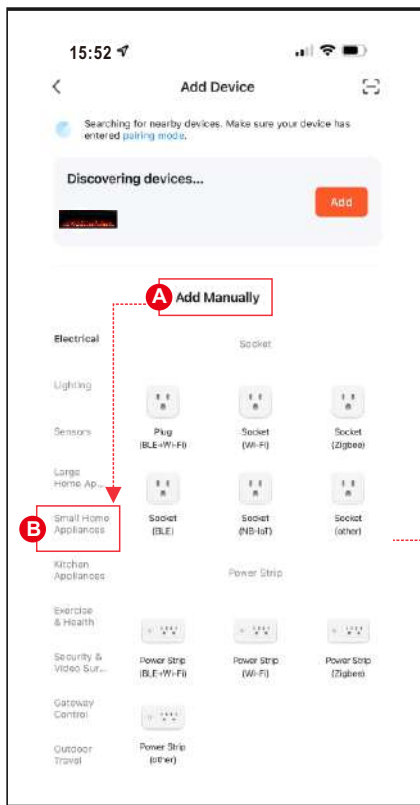 15:52
Add Device
Searching for nearby devices. Make sure your device has
entered pairing mode.
Discovering devices...
Add
A
Add Manually
Electrical
Socket
Lighting
Plug
(BLE+Wi-Fi)
Socket
(Wi-Fi)
Socket
(Zigbee)
Sensors
Large
Home Ap...
B
Small Home
Appliances
Socket
(BLE)
Socket
(NB-IoT)
Socket
(other)
Kitchen
Appliances
Power Strip
Exercise
& Health
Security &
Video Sur...
Power Strip
(BLE+Wi-Fi)
Power Strip
(Wi-Fi)
Power Strip
(Zigbee)
Gateway
Control
Outdoor
Travel
Power Strip
(other)